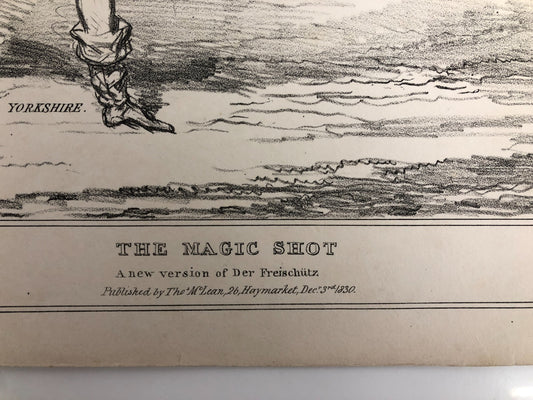 YORKSHIRE.
THE MAGIC SHOT
A new version of Der Freischütz
Published by Thoˢ. McLean, 26, Haymarket, Decʳ. 3ʳᵈ 1830.